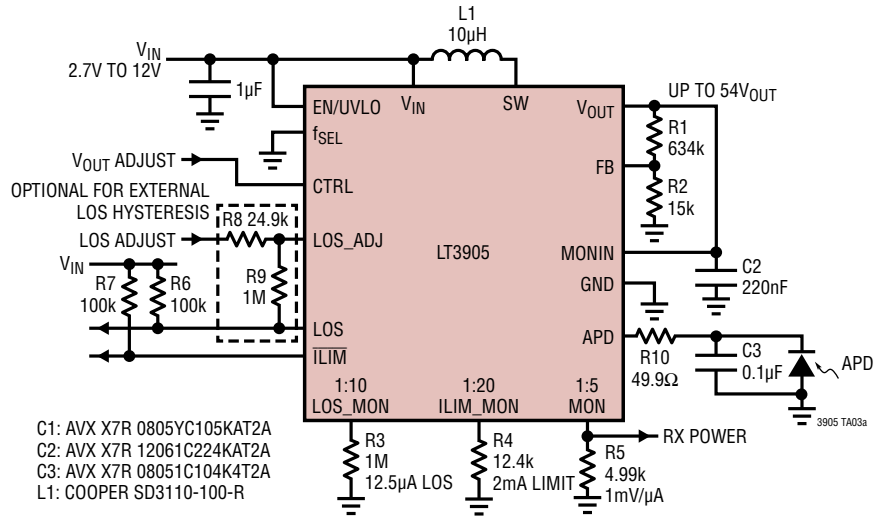 L1
10µH
VIN
2.7V TO 12V
1µF
EN/UVLO
VIN
SW
VOUT
UP TO 54VOUT
fSEL
R1
634k
VOUT ADJUST
CTRL
FB
R2
15k
OPTIONAL FOR EXTERNAL
LOS HYSTERESIS
R8 24.9k
LOS ADJUST
LOS_ADJ
LT3905
MONIN
VIN
R7
100k
R6
100k
R9
1M
GND
C2
220nF
LOS
APD
ILIM
R10
49.9Ω
C3
0.1µF
APD
1:10
LOS_MON
1:20
ILIM_MON
1:5
MON
3905 TA03a
RX POWER
C1: AVX X7R 0805YC105KAT2A
C2: AVX X7R 12061C224KAT2A
C3: AVX X7R 08051C104K4T2A
L1: COOPER SD3110-100-R
R3
1M
12.5µA LOS
R4
12.4k
2mA LIMIT
R5
4.99k
1mV/µA